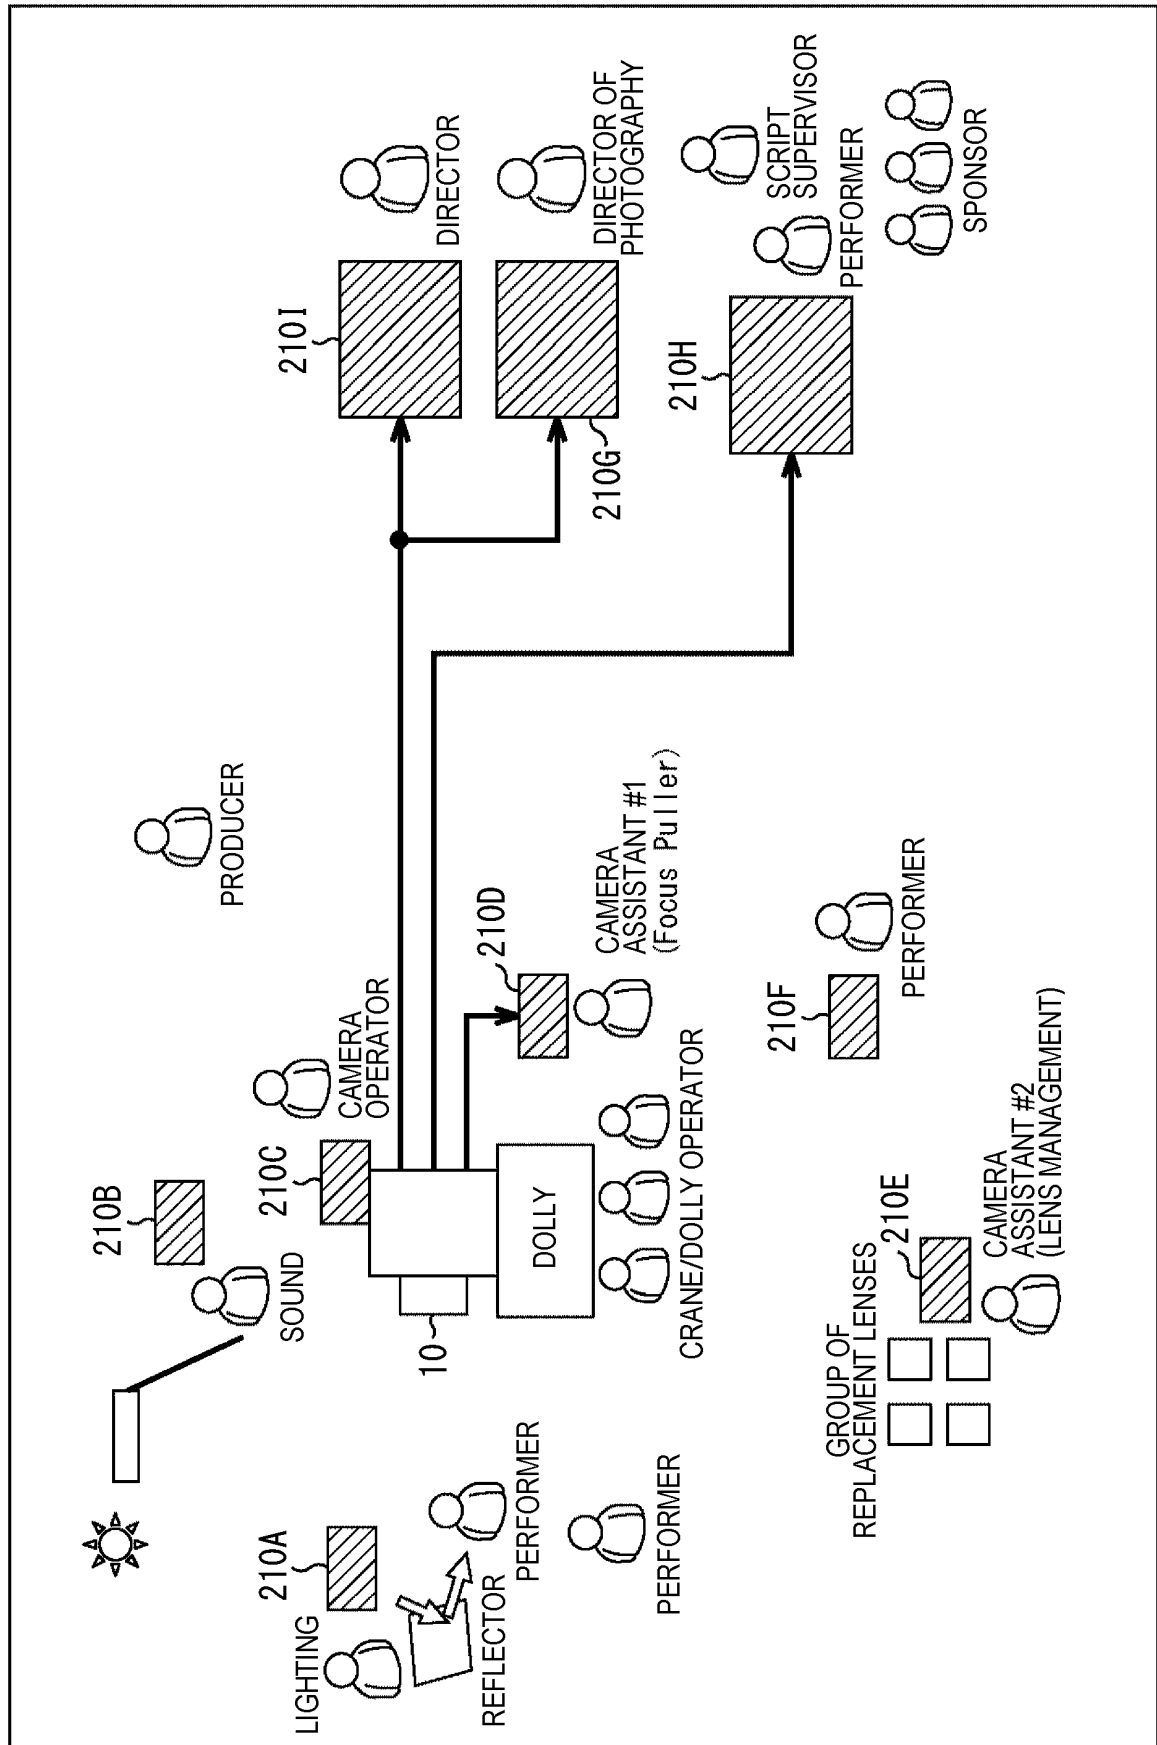 LIGHTING
210A
REFLECTOR
PERFORMER
PERFORMER
SOUND
210B
10
210C
CAMERA
OPERATOR
DOLLY
CRANE/DOLLY OPERATOR
GROUP OF
REPLACEMENT LENSES
210E
CAMERA
ASSISTANT #2
(LENS MANAGEMENT)
PRODUCER
210D
CAMERA
ASSISTANT #1
(Focus Puller)
210F
PERFORMER
210I
DIRECTOR
210G
DIRECTOR OF
PHOTOGRAPHY
210H
SCRIPT
SUPERVISOR
PERFORMER
SPONSOR